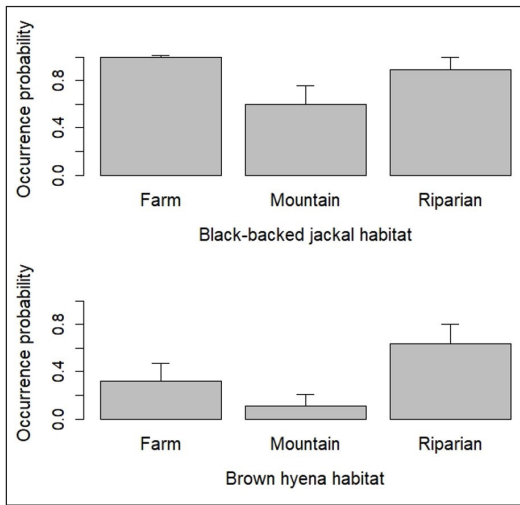 Occurrence probability
0.8
0.4
0.0
Farm Mountain Riparian
Black-backed jackal habitat
Occurrence probability
0.8
0.4
0.0
Farm Mountain Riparian
Brown hyena habitat